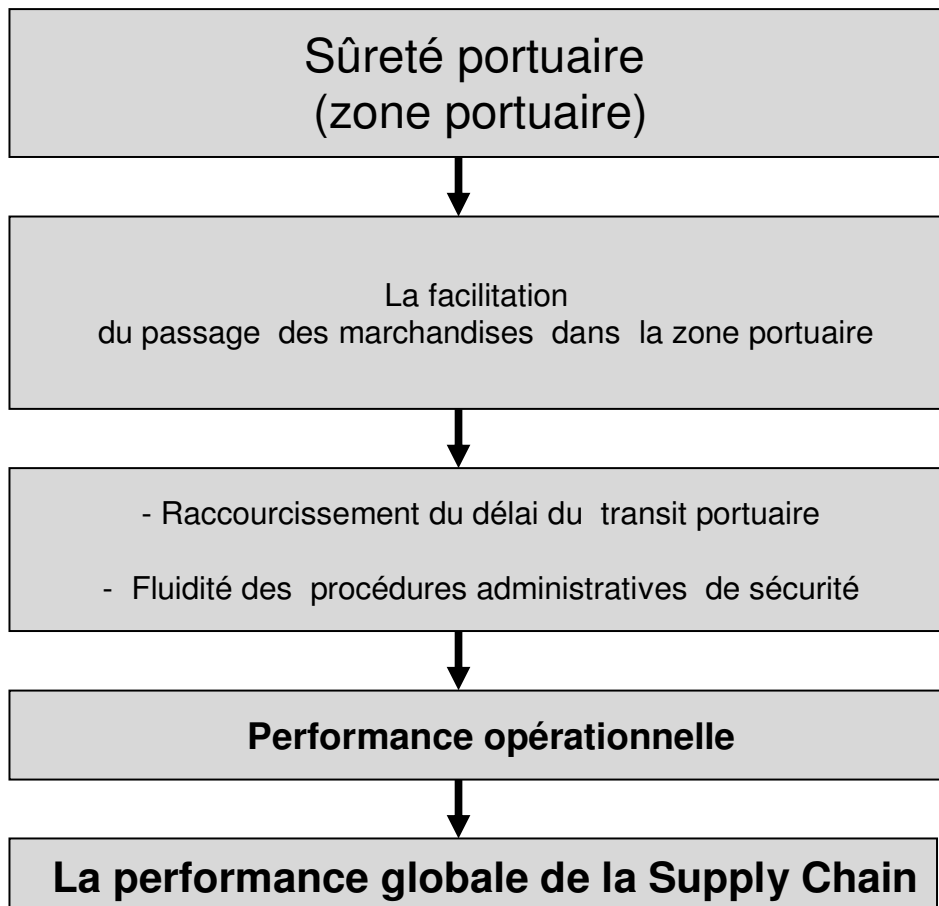 Sûreté portuaire
(zone portuaire)
La facilitation
du passage des marchandises dans la zone portuaire
- Raccourcissement du délai du transit portuaire
- Fluidité des procédures administratives de sécurité
Performance opérationnelle
La performance globale de la Supply Chain